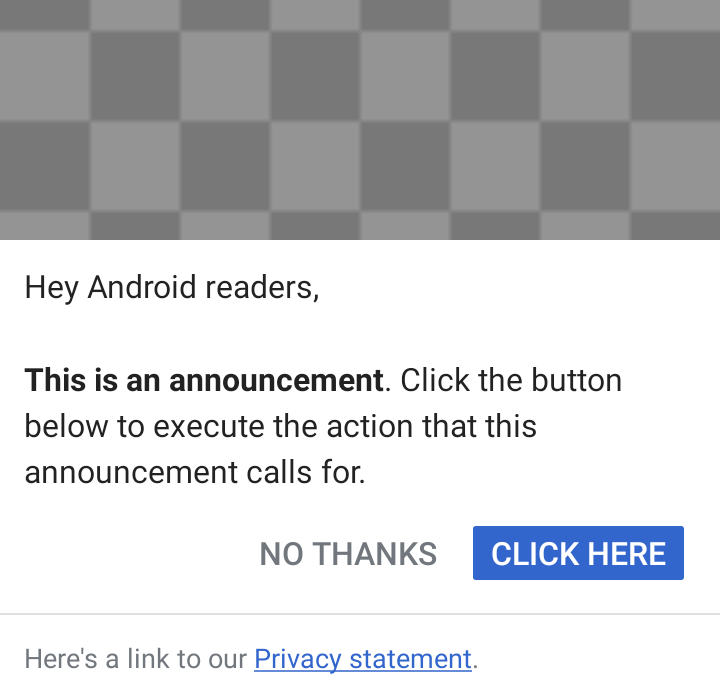 Hey Android readers,
This is an announcement. Click the button
below to execute the action that this
announcement calls for.
NO THANKS CLICK HERE
Here's a link to our Privacy statement.